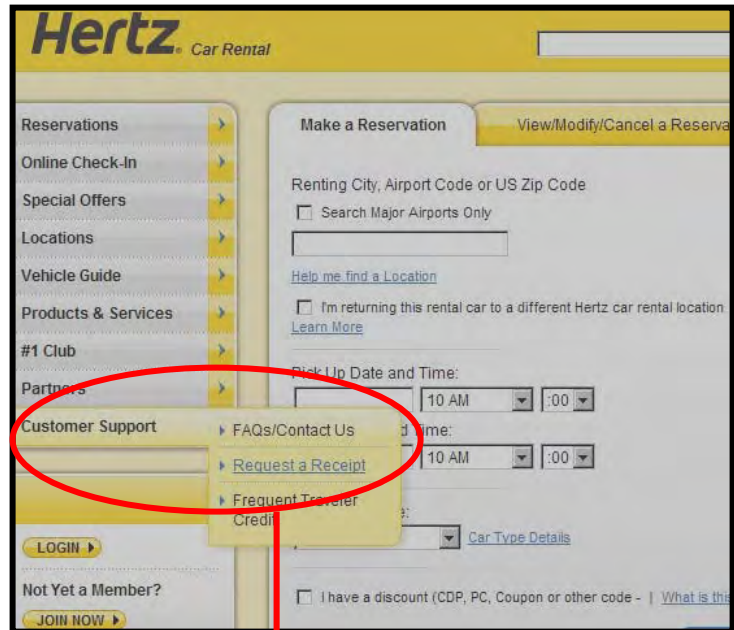 Hertz. Car Rental
Reservations
Online Check-In
Special Offers
Locations
Vehicle Guide
Products & Services
#1 Club
Partners
Customer Support
FAQs/Contact Us
Request a Receipt
Frequent Traveler
Credit
LOGIN
Not Yet a Member?
JOIN NOW
Make a Reservation
View/Modify/Cancel a Reserva
Renting City, Airport Code or US Zip Code
Search Major Airports Only
Help me find a Location
I'm returning this rental car to a different Hertz car rental location
Learn More
Pick Up Date and Time:
10 AM :00
d Time:
10 AM :00
e:
Car Type Details
I have a discount (CDP, PC, Coupon or other code - | What is this